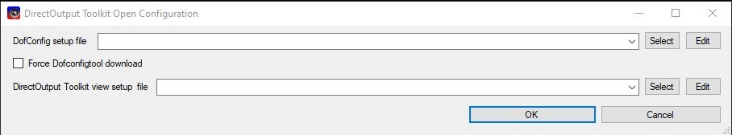 DirectOutput Toolkit Open Configuration
DofConfig setup file Select Edit
Force Dofconfigtool download
DirectOutput Toolkit view setup file Select Edit
OK Cancel